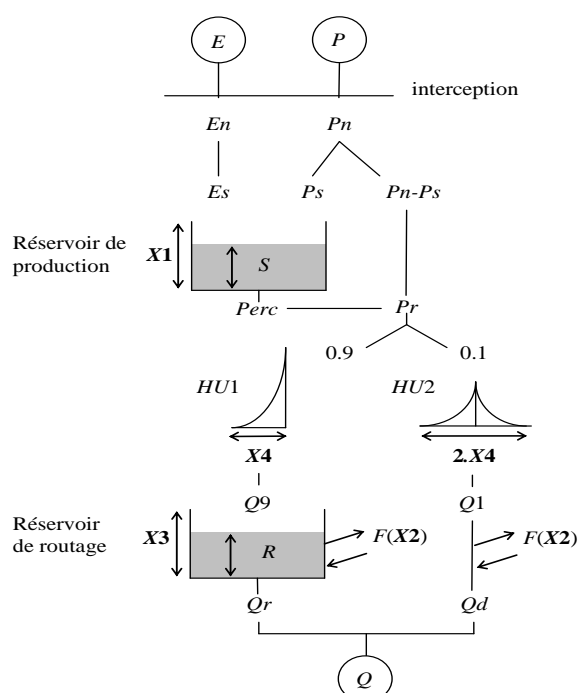 E P
interception
En Pn
Es Ps Pn-Ps
Réservoir de
production
X1 S
Perc Pr
0.9 0.1
HU1 HU2
X4 2.X4
Q9 Q1
Réservoir
de routage
X3 R F(X2) F(X2)
Qr Qd
Q